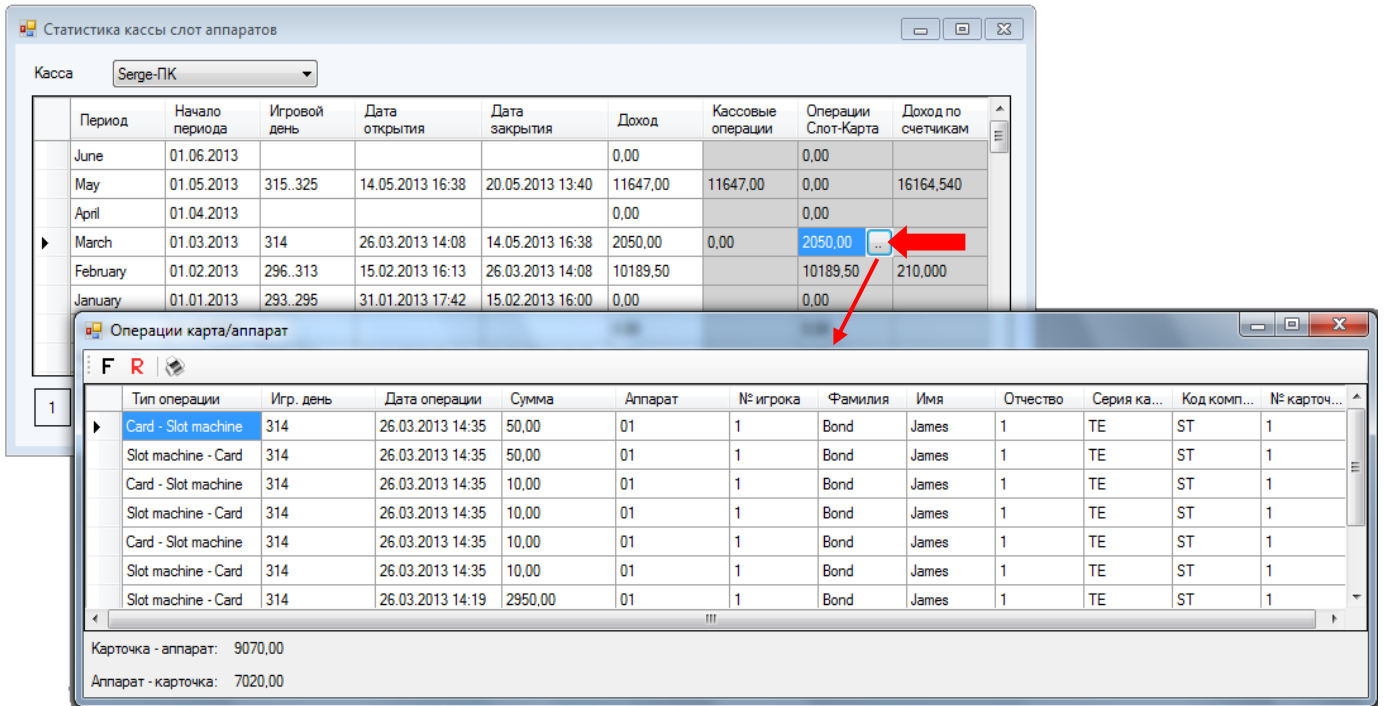 Статистика кассы слот аппаратов
Касса Serge-ПК
Период Начало периода Игровой день Дата открытия Дата закрытия Доход Кассовые операции Операции Слот-Карта Доход по счетчикам
June 01.06.2013 0,00 0,00
May 01.05.2013 315..325 14.05.2013 16:38 20.05.2013 13:40 11647,00 11647,00 0,00 16164,540
April 01.04.2013 0,00 0,00
March 01.03.2013 314 26.03.2013 14:08 14.05.2013 16:38 2050,00 0,00 2050,00 ..
February 01.02.2013 296..313 15.02.2013 16:13 26.03.2013 14:08 10189,50 10189,50 210,000
January 01.01.2013 293..295 31.01.2013 17:42 15.02.2013 16:00 0,00 0,00
1
Операции карта/аппарат
F R
Тип операции Игр. день Дата операции Сумма Аппарат № игрока Фамилия Имя Отчество Серия ка... Код комп... № карточ...
Card - Slot machine 314 26.03.2013 14:35 50,00 01 1 Bond James 1 TE ST 1
Slot machine - Card 314 26.03.2013 14:35 50,00 01 1 Bond James 1 TE ST 1
Card - Slot machine 314 26.03.2013 14:35 10,00 01 1 Bond James 1 TE ST 1
Slot machine - Card 314 26.03.2013 14:35 10,00 01 1 Bond James 1 TE ST 1
Card - Slot machine 314 26.03.2013 14:35 10,00 01 1 Bond James 1 TE ST 1
Slot machine - Card 314 26.03.2013 14:35 10,00 01 1 Bond James 1 TE ST 1
Slot machine - Card 314 26.03.2013 14:19 2950,00 01 1 Bond James 1 TE ST 1
Карточка - аппарат: 9070,00
Аппарат - карточка: 7020,00